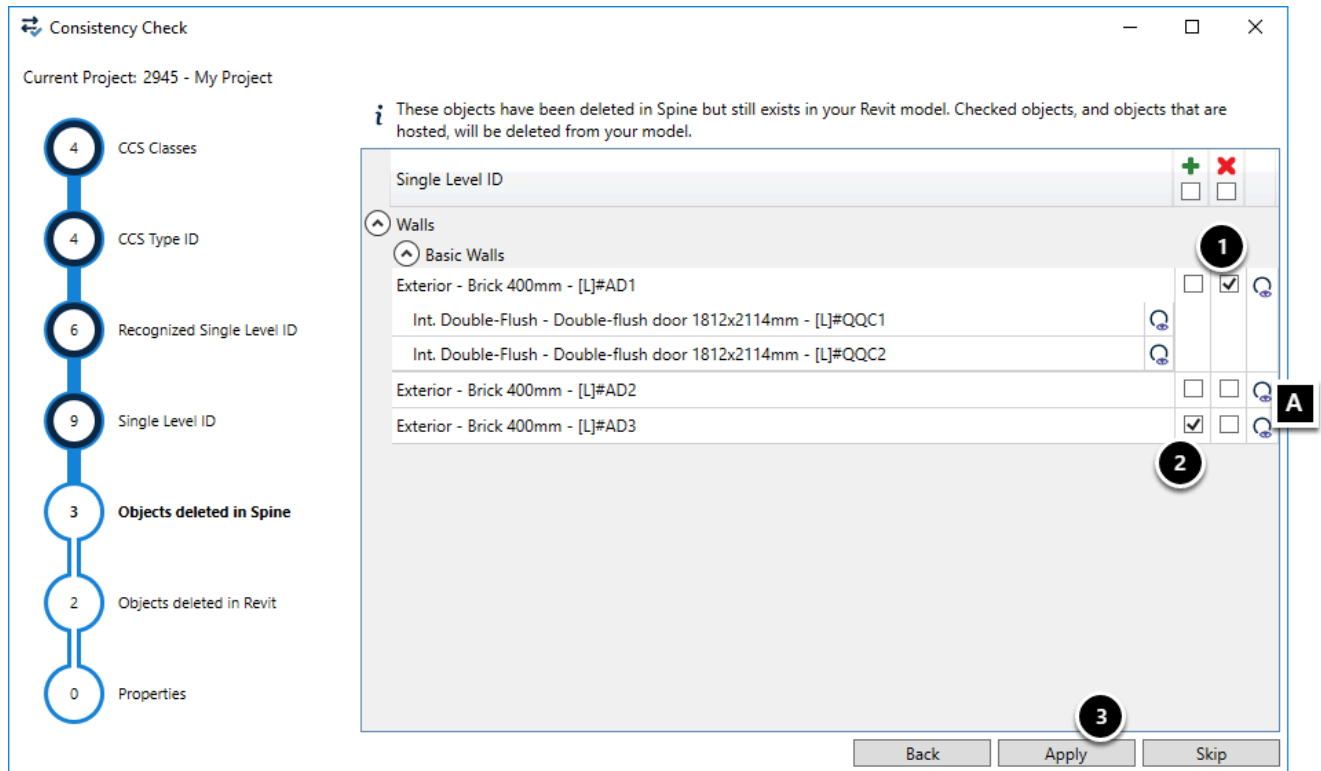 Consistency Check
Current Project: 2945 - My Project
4
CCS Classes
4
CCS Type ID
6
Recognized Single Level ID
9
Single Level ID
3
Objects deleted in Spine
2
Objects deleted in Revit
0
Properties
i
These objects have been deleted in Spine but still exists in your Revit model. Checked objects, and objects that are
hosted, will be deleted from your model.
Single Level ID
Walls
Basic Walls
1
Exterior - Brick 400mm - [L]#AD1
Int. Double-Flush - Double-flush door 1812x2114mm - [L]#QQC1
Int. Double-Flush - Double-flush door 1812x2114mm - [L]#QQC2
Exterior - Brick 400mm - [L]#AD2
A
Exterior - Brick 400mm - [L]#AD3
2
3
Back
Apply
Skip